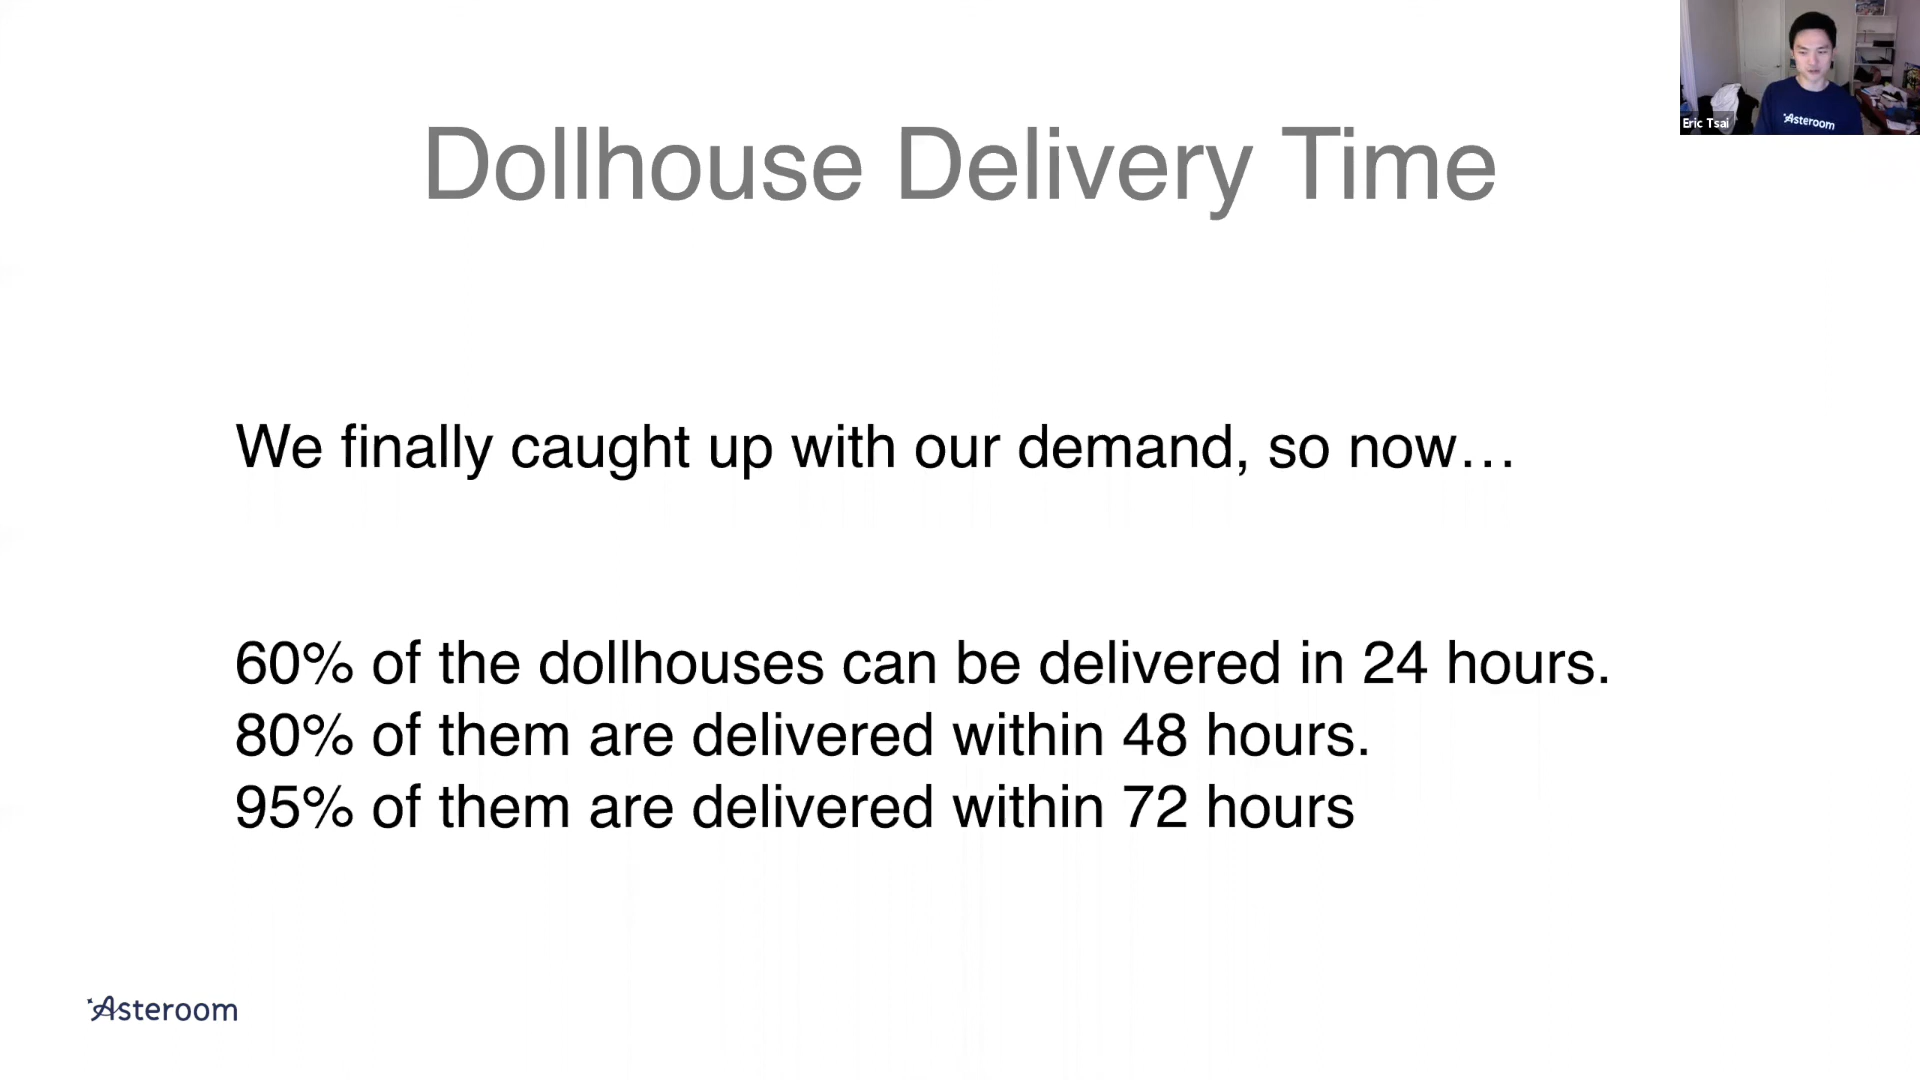 Dollhouse Delivery Time
Asteroom
Eric Tsai
We finally caught up with our demand, so now…
60% of the dollhouses can be delivered in 24 hours.
80% of them are delivered within 48 hours.
95% of them are delivered within 72 hours
Asteroom